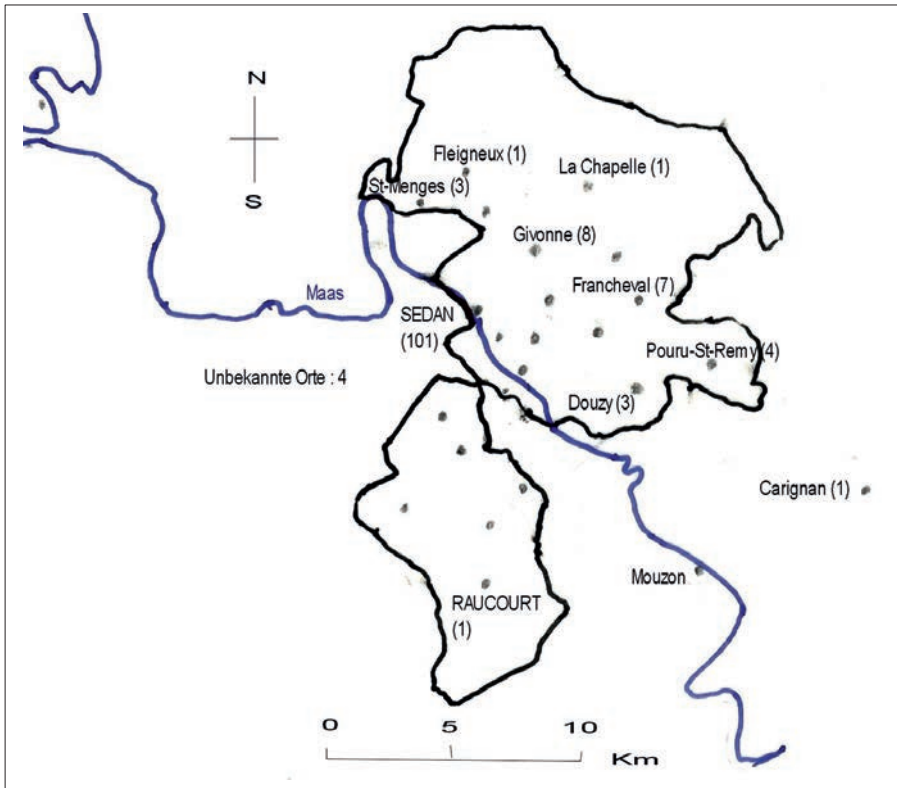 N
S
Fleigneux (1)
La Chapelle (1)
St-Menges (3)
Givonne (8)
Francheval (7)
Maas
SEDAN
(101)
Pouru-St-Remy (4)
Unbekannte Orte : 4
Douzy (3)
Carignan (1)
Mouzon
RAUCOURT
(1)
0 5 10
Km